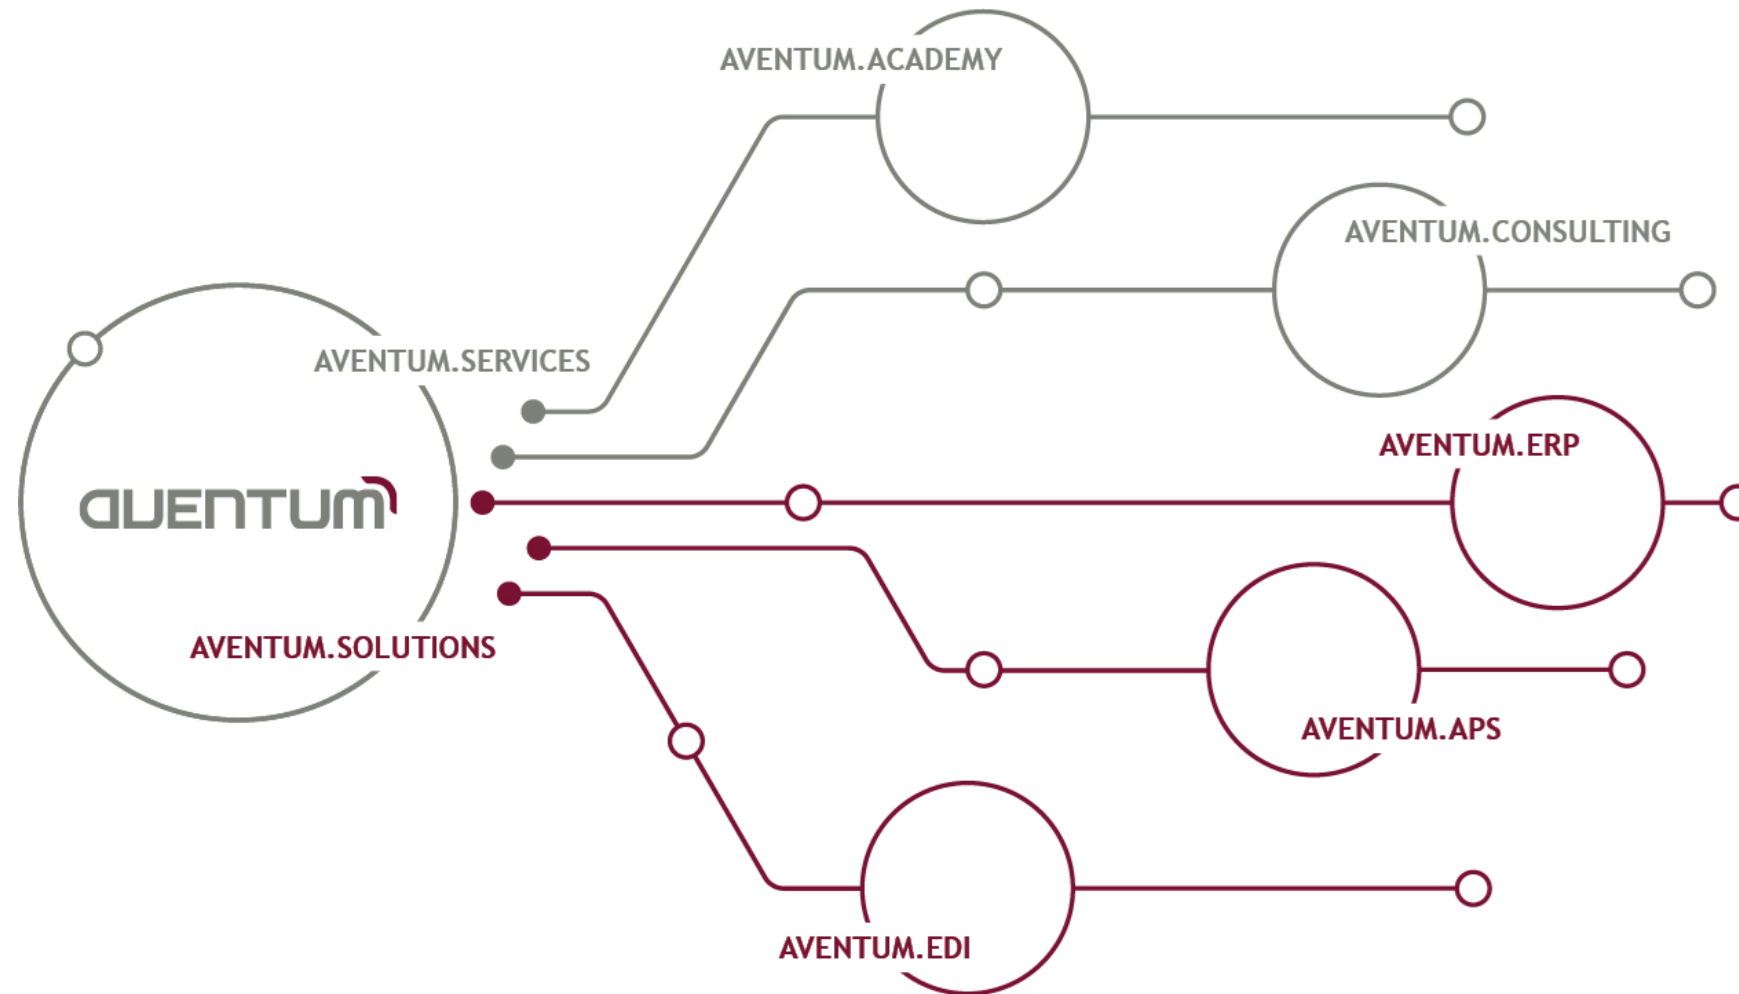 AVENTUM.ACADEMY
AVENTUM.CONSULTING
AVENTUM.SERVICES
AVENTUM.ERP
AVENTUM
AVENTUM.SOLUTIONS
AVENTUM.APS
AVENTUM.EDI